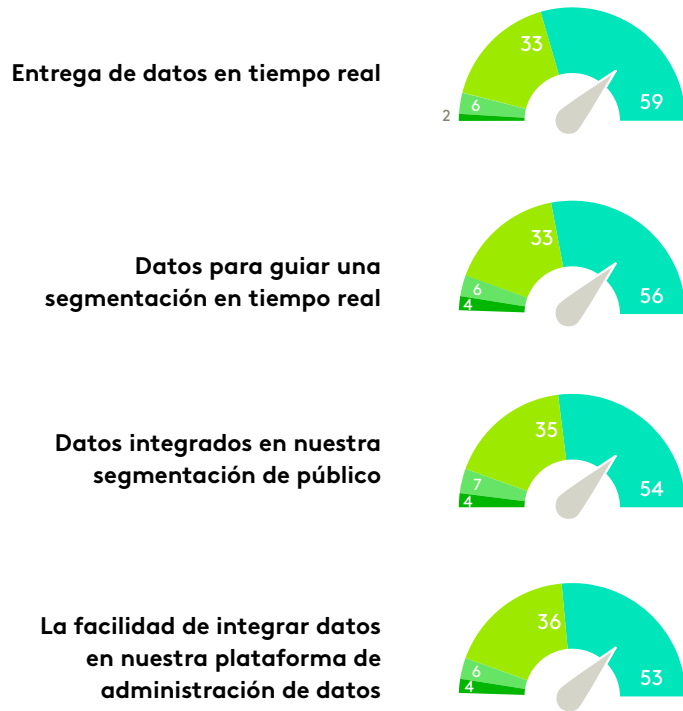 33
Entrega de datos en tiempo real
59
6
2
33
Datos para guiar una
segmentación en tiempo real
56
6
4
35
Datos integrados en nuestra
segmentación de público
54
7
4
36
La facilidad de integrar datos
en nuestra plataforma de
administración de datos
53
6
4